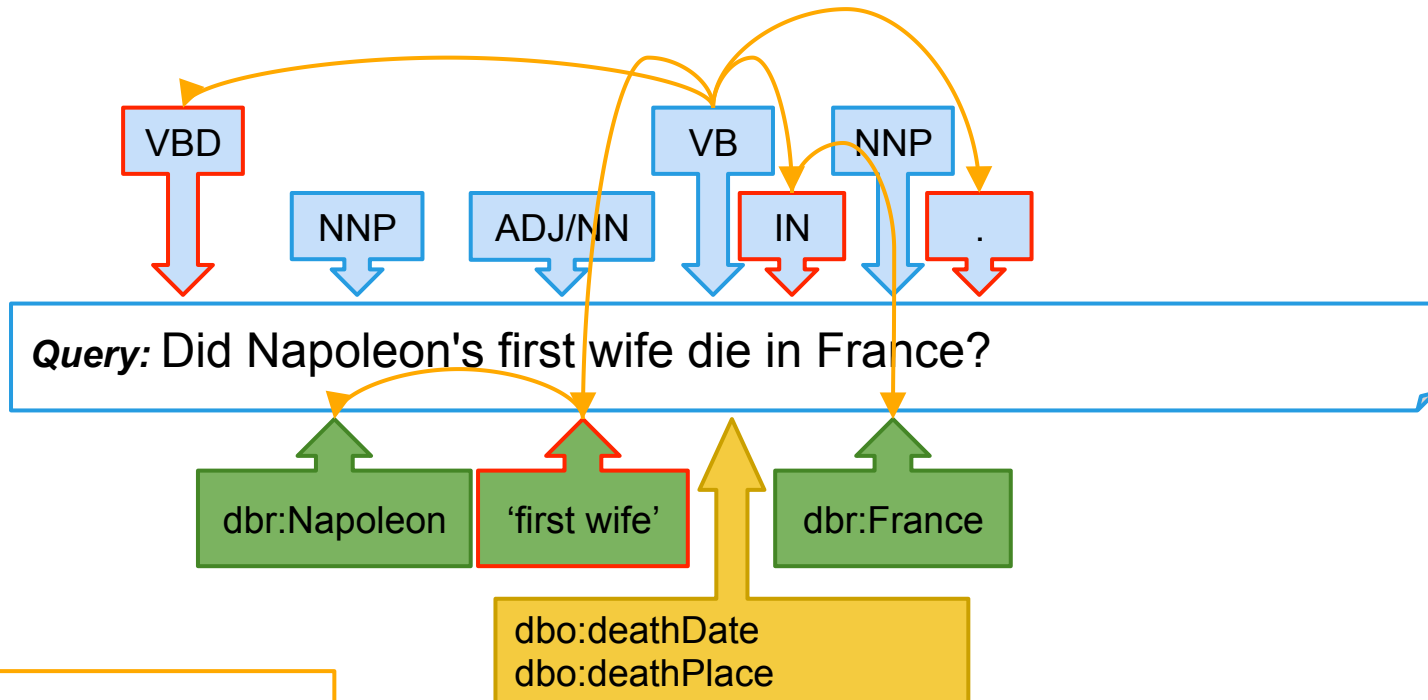 VBD
VB
NNP
NNP
ADJ/NN
IN
.
Query: Did Napoleon's first wife die in France?
dbr:Napoleon
‘first wife’
dbr:France
dbo:deathDate
dbo:deathPlace